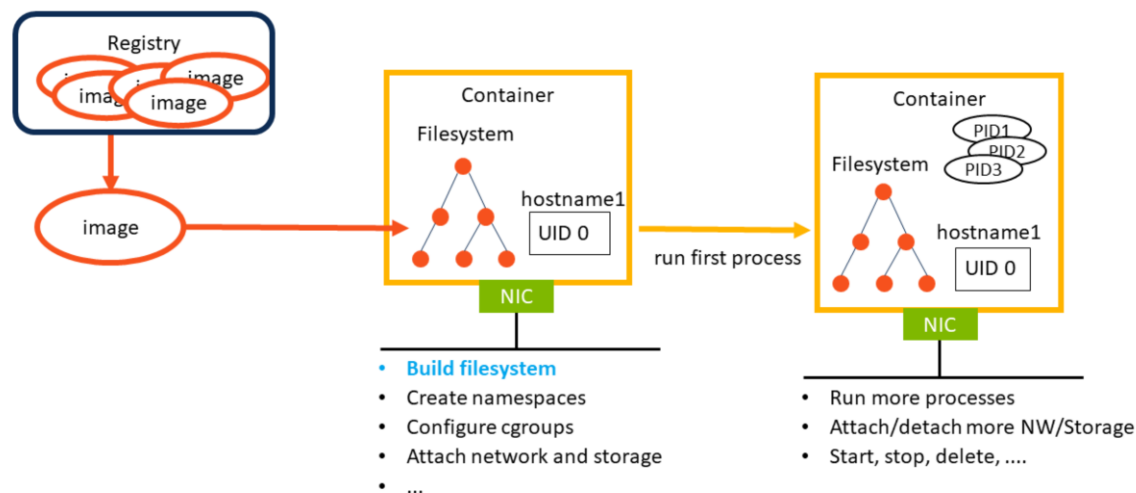 Registry
image
image
image
image
Container
Filesystem
hostname1
UID 0
NIC
• Build filesystem
• Create namespaces
• Configure cgroups
• Attach network and storage
• ...
run first process
Container
PID1
PID2
PID3
Filesystem
hostname1
UID 0
NIC
• Run more processes
• Attach/detach more NW/Storage
• Start, stop, delete, ....